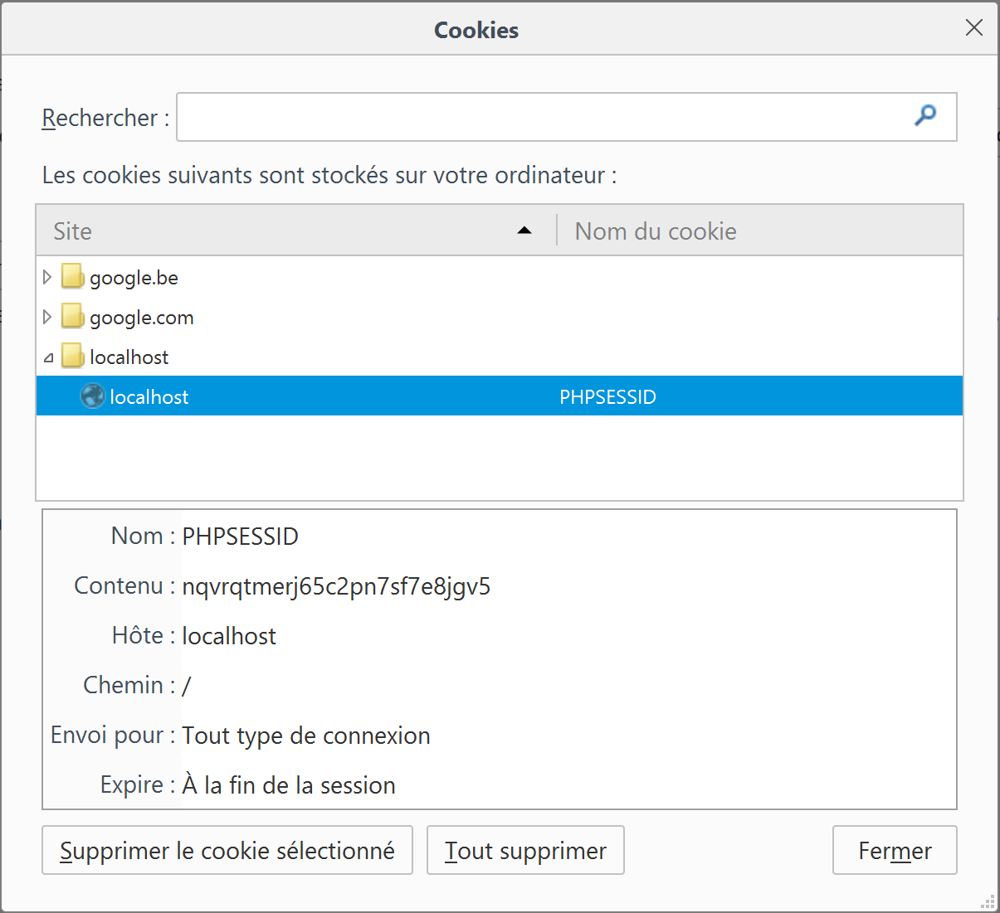 Cookies
Rechercher :
Les cookies suivants sont stockés sur votre ordinateur :
Site Nom du cookie
google.be
google.com
localhost
localhost PHPSESSID
Nom : PHPSESSID
Contenu : nqvrqtmerj65c2pn7sf7e8jgv5
Hôte : localhost
Chemin : /
Envoi pour : Tout type de connexion
Expire : À la fin de la session
Supprimer le cookie sélectionné Tout supprimer Fermer